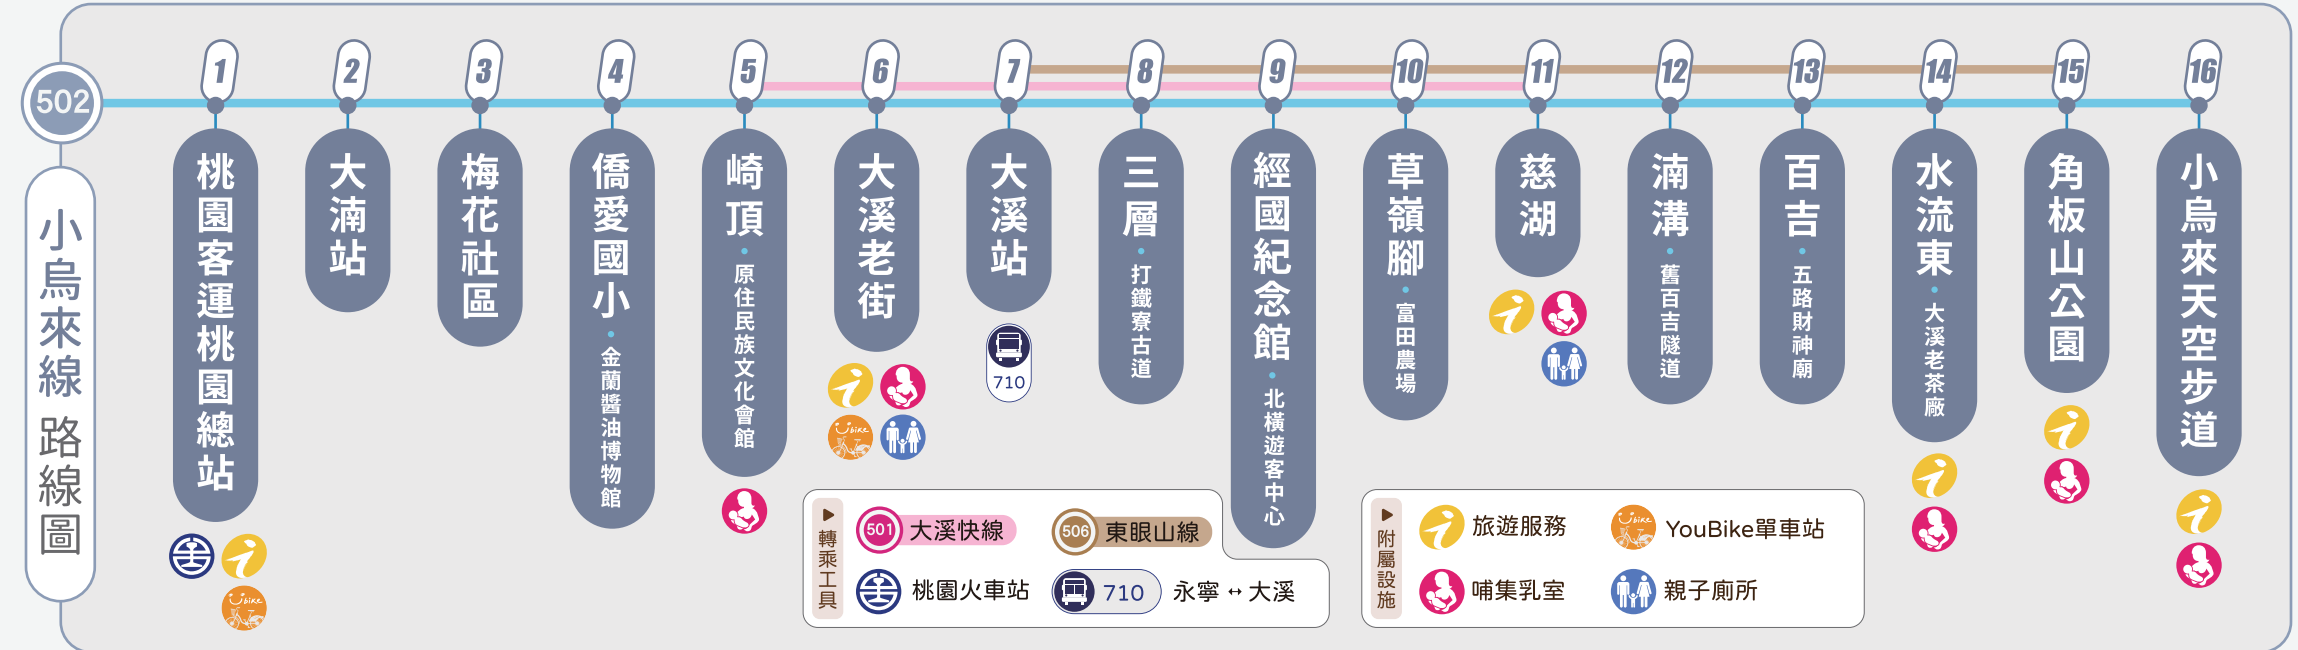 502
小烏來線 路線圖
1
桃園客運桃園總站
2
大湳站
3
梅花社區
4
僑愛國小・金蘭醬油博物館
5
崎頂・原住民族文化會館
6
大溪老街
Ubike
7
大溪站
710
8
三層・打鐵寮古道
9
經國紀念館・北橫遊客中心
10
草嶺腳・富田農場
11
慈湖
12
湳溝・舊百吉隧道
13
百吉・五路財神廟
14
水流東・大溪老茶廠
15
角板山公園
16
小烏來天空步道
Ubike
▶轉乘工具
501 大溪快線
506 東眼山線
桃園火車站
710 永寧↔大溪
▶附屬設施
旅遊服務
Ubike YouBike單車站
哺集乳室
親子廁所